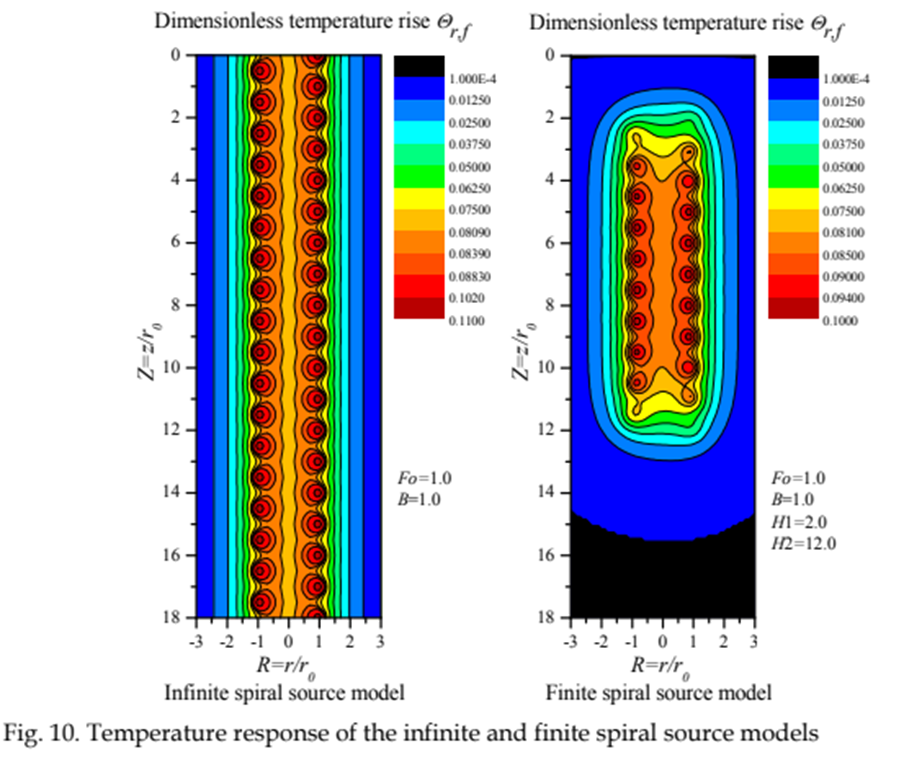 Dimensionless temperature rise Θr,f
0
2
4
6
8
10
12
14
16
18
Z=z/r0
-3 -2 -1 0 1 2 3
R=r/r0
Infinite spiral source model
1.000E-4
0.01250
0.02500
0.03750
0.05000
0.06250
0.07500
0.08090
0.08390
0.08830
0.1020
0.1100
Fo=1.0
B=1.0
Dimensionless temperature rise Θr,f
0
2
4
6
8
10
12
14
16
18
Z=z/r0
-3 -2 -1 0 1 2 3
R=r/r0
Finite spiral source model
1.000E-4
0.01250
0.02500
0.03750
0.05000
0.06250
0.07500
0.08100
0.08500
0.09000
0.09400
0.1000
Fo=1.0
B=1.0
H1=2.0
H2=12.0
Fig. 10. Temperature response of the infinite and finite spiral source models